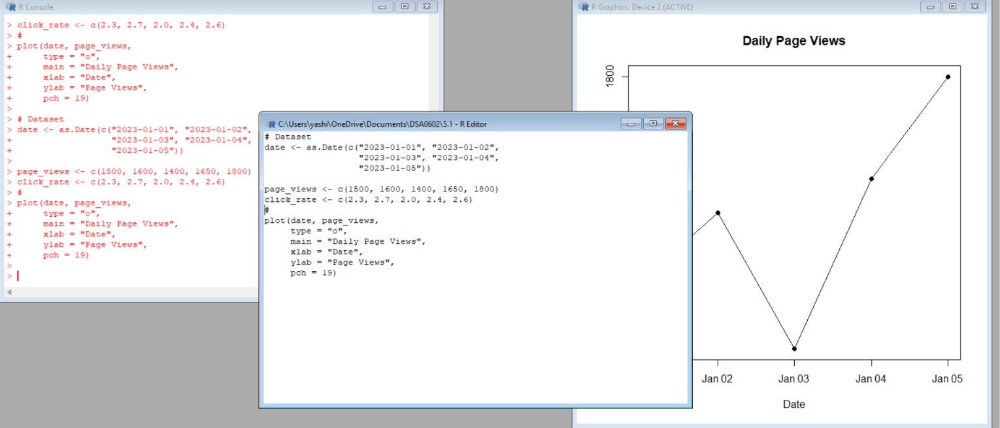 R Console
> click_rate <- c(2.3, 2.7, 2.0, 2.4, 2.6)
> #
> plot(date, page_views,
+      type = "o",
+      main = "Daily Page Views",
+      xlab = "Date",
+      ylab = "Page Views",
+      pch = 19)
>
> # Dataset
> date <- as.Date(c("2023-01-01", "2023-01-02",
+                   "2023-01-03", "2023-01-04",
+                   "2023-01-05"))
>
> page_views <- c(1500, 1600, 1400, 1650, 1800)
> click_rate <- c(2.3, 2.7, 2.0, 2.4, 2.6)
> #
> plot(date, page_views,
+      type = "o",
+      main = "Daily Page Views",
+      xlab = "Date",
+      ylab = "Page Views",
+      pch = 19)
>
>
C:\Users\yashi\OneDrive\Documents\DSA0602\5.1 - R Editor
# Dataset
date <- as.Date(c("2023-01-01", "2023-01-02",
                  "2023-01-03", "2023-01-04",
                  "2023-01-05"))

page_views <- c(1500, 1600, 1400, 1650, 1800)
click_rate <- c(2.3, 2.7, 2.0, 2.4, 2.6)
#
plot(date, page_views,
     type = "o",
     main = "Daily Page Views",
     xlab = "Date",
     ylab = "Page Views",
     pch = 19)
R Graphics: Device 2 (ACTIVE)
Daily Page Views
1800
Jan 02 Jan 03 Jan 04 Jan 05
Date